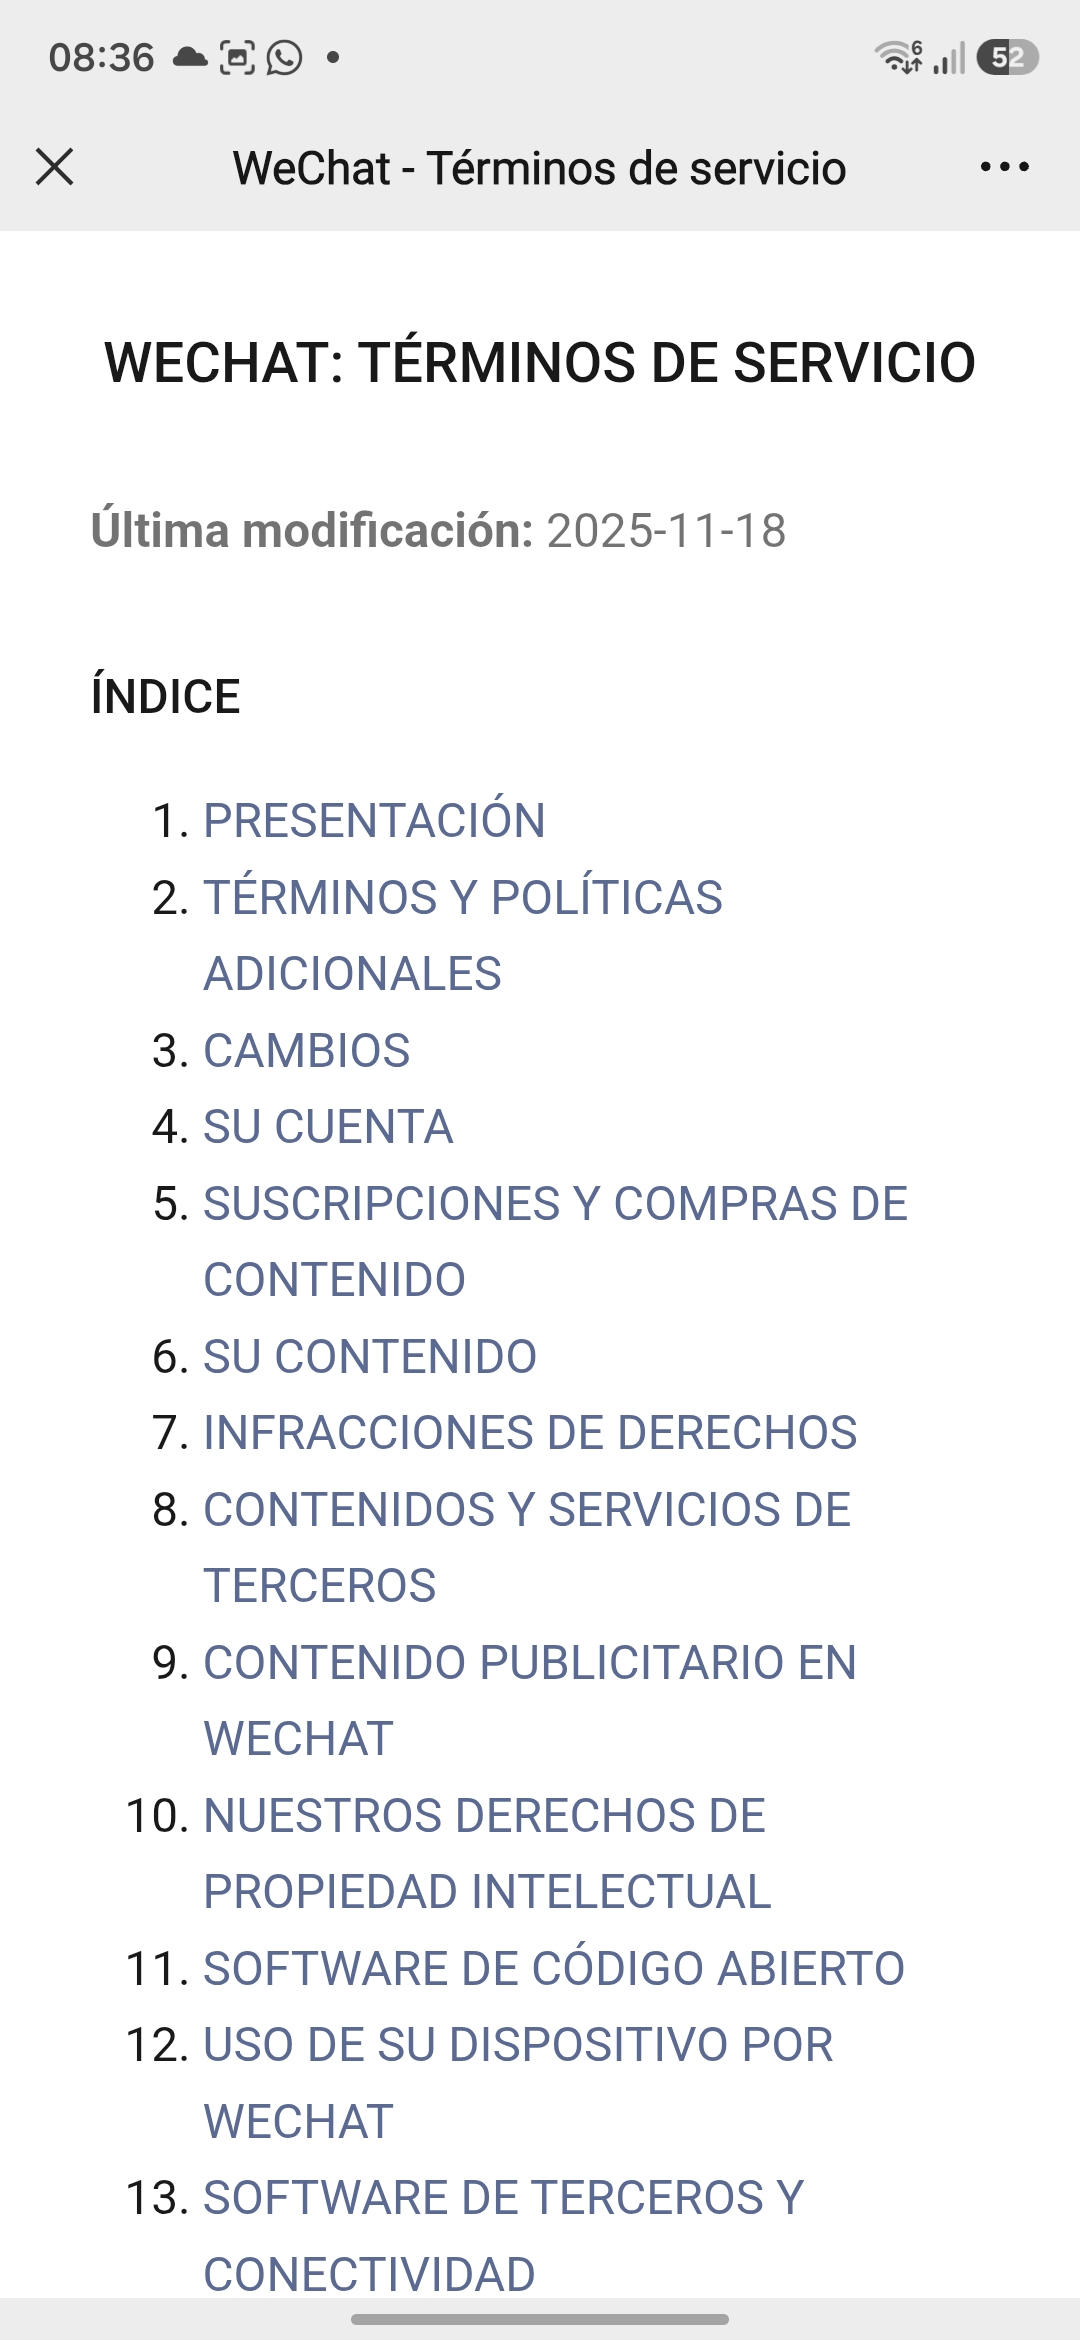 08:36
6
52
WeChat - Términos de servicio
WECHAT: TÉRMINOS DE SERVICIO
Última modificación: 2025-11-18
ÍNDICE
1. PRESENTACIÓN
2. TÉRMINOS Y POLÍTICAS
ADICIONALES
3. CAMBIOS
4. SU CUENTA
5. SUSCRIPCIONES Y COMPRAS DE
CONTENIDO
6. SU CONTENIDO
7. INFRACCIONES DE DERECHOS
8. CONTENIDOS Y SERVICIOS DE
TERCEROS
9. CONTENIDO PUBLICITARIO EN
WECHAT
10. NUESTROS DERECHOS DE
PROPIEDAD INTELECTUAL
11. SOFTWARE DE CÓDIGO ABIERTO
12. USO DE SU DISPOSITIVO POR
WECHAT
13. SOFTWARE DE TERCEROS Y
CONECTIVIDAD